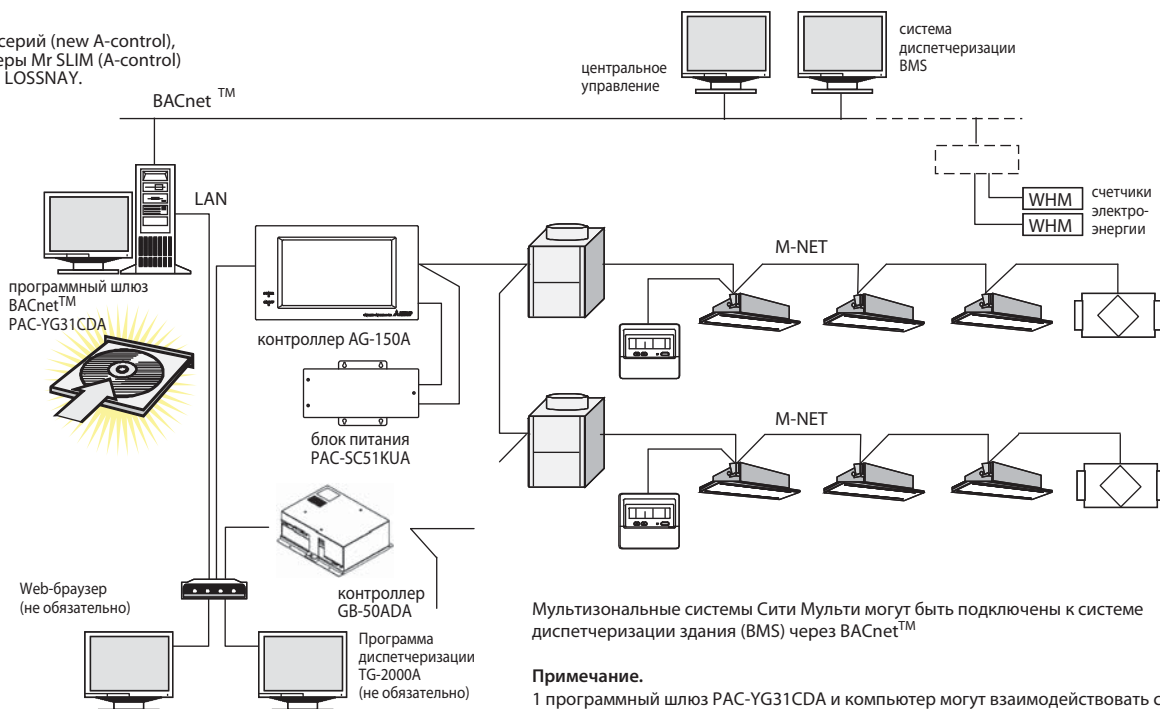 серий (new A-control),
еры Mr SLIM (A-control)
LOSSNAY.
BACnet TM
центральное
управление
система
диспетчеризации
BMS
LAN
WHM
WHM
счетчики
электро-
энергии
M-NET
программный шлюз
BACnet™
PAC-YG31CDA
контроллер AG-150A
блок питания
PAC-SC51KUA
M-NET
контроллер
GB-50ADA
Web-браузер
(не обязательно)
Программа
диспетчеризации
TG-2000A
(не обязательно)
Мультизональные системы Сити Мульти могут быть подключены к системе
диспетчеризации здания (BMS) через BACnet™
Примечание.
1 программный шлюз PAC-YG31CDA и компьютер могут взаимодействовать с